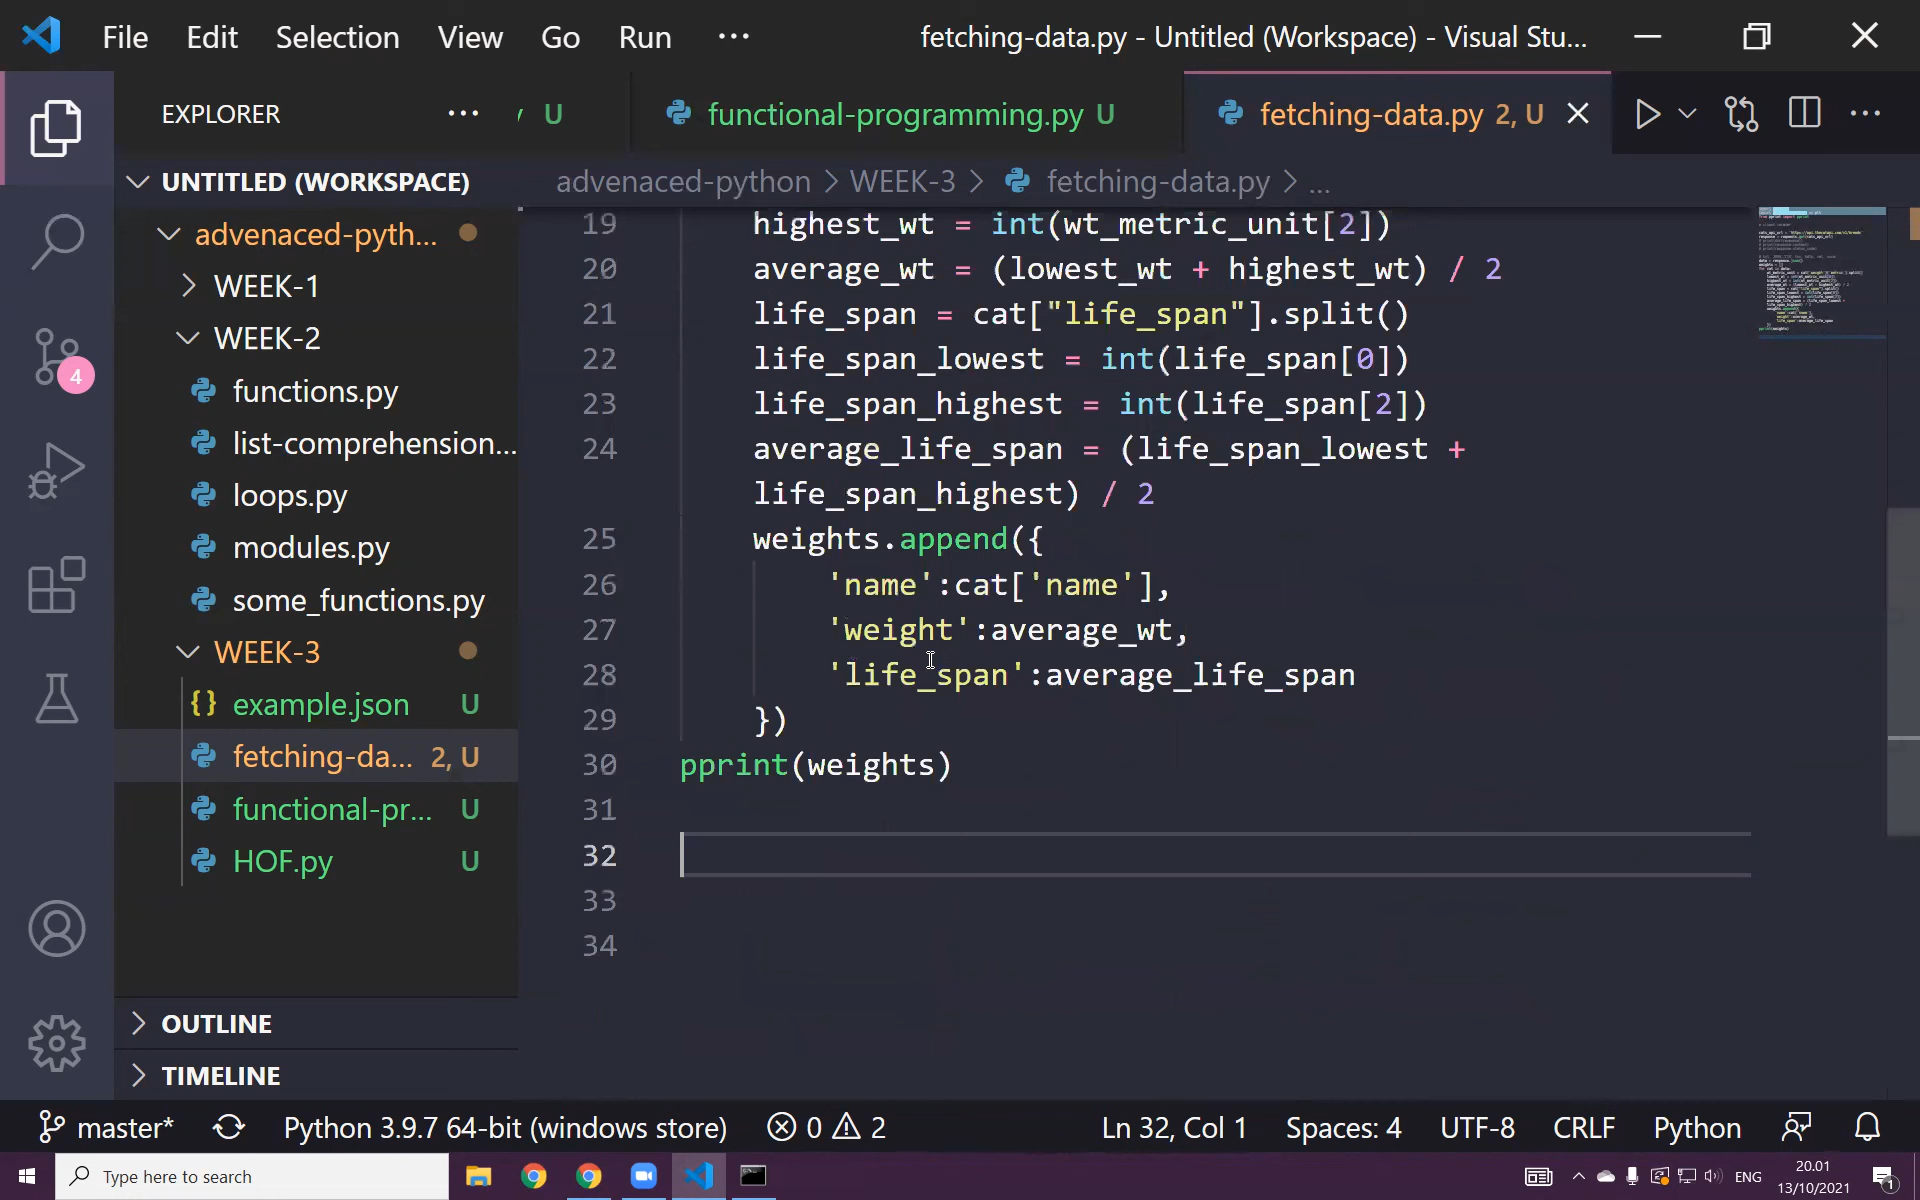 File Edit Selection View Go Run ··· fetching-data.py - Untitled (Workspace) - Visual Stu...
EXPLORER ··· y U functional-programming.py U fetching-data.py 2, U
UNTITLED (WORKSPACE)
advenaced-python > WEEK-3 > fetching-data.py > ...
advenaced-pyth...
WEEK-1
WEEK-2
functions.py
list-comprehension...
loops.py
modules.py
some_functions.py
WEEK-3
example.json U
fetching-da... 2, U
functional-pr... U
HOF.py U
OUTLINE
TIMELINE
4
19 highest_wt = int(wt_metric_unit[2])
20 average_wt = (lowest_wt + highest_wt) / 2
21 life_span = cat["life_span"].split()
22 life_span_lowest = int(life_span[0])
23 life_span_highest = int(life_span[2])
24 average_life_span = (life_span_lowest +
life_span_highest) / 2
25 weights.append({
26 'name':cat['name'],
27 'weight':average_wt,
28 'life_span':average_life_span
29 })
30 pprint(weights)
31
32
33
34
master* Python 3.9.7 64-bit (windows store) 0 2 Ln 32, Col 1 Spaces: 4 UTF-8 CRLF Python
Type here to search ENG 20.01
13/10/2021 1